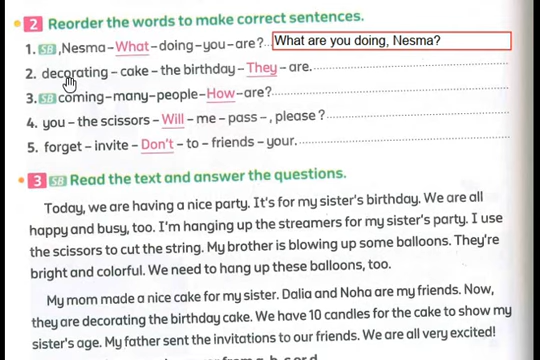 2 Reorder the words to make correct sentences.
1. SB ,Nesma – What – doing – you – are? What are you doing, Nesma?
2. decorating – cake – the birthday – They – are.
3. SB coming – many – people – How – are?
4. you – the scissors – Will – me – pass – , please ?
5. forget – invite – Don't – to – friends – your.
3 SB Read the text and answer the questions.
Today, we are having a nice party. It's for my sister's birthday. We are all
happy and busy, too. I'm hanging up the streamers for my sister's party. I use
the scissors to cut the string. My brother is blowing up some balloons. They're
bright and colorful. We need to hang up these balloons, too.
My mom made a nice cake for my sister. Dalia and Noha are my friends. Now,
they are decorating the birthday cake. We have 10 candles for the cake to show my
sister's age. My father sent the invitations to our friends. We are all very excited!